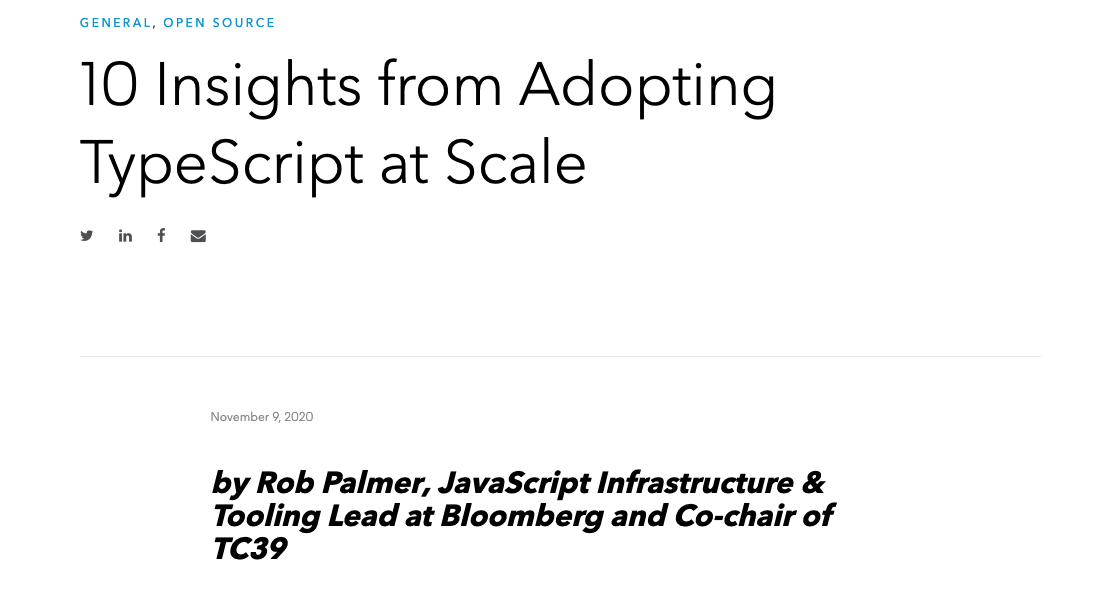 GENERAL, OPEN SOURCE
10 Insights from Adopting
TypeScript at Scale
November 9, 2020
by Rob Palmer, JavaScript Infrastructure &
Tooling Lead at Bloomberg and Co-chair of
TC39